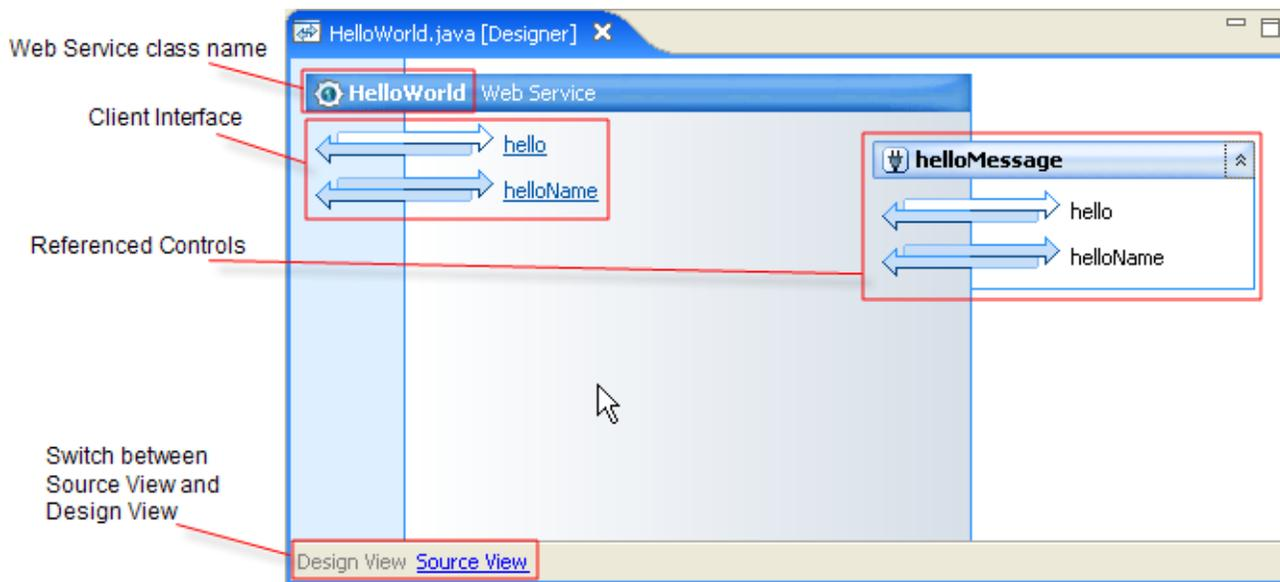 HelloWorld.java [Designer]
Web Service class name
HelloWorld Web Service
Client Interface
hello
helloName
helloMessage
hello
helloName
Referenced Controls
Switch between
Source View and
Design View
Design View Source View